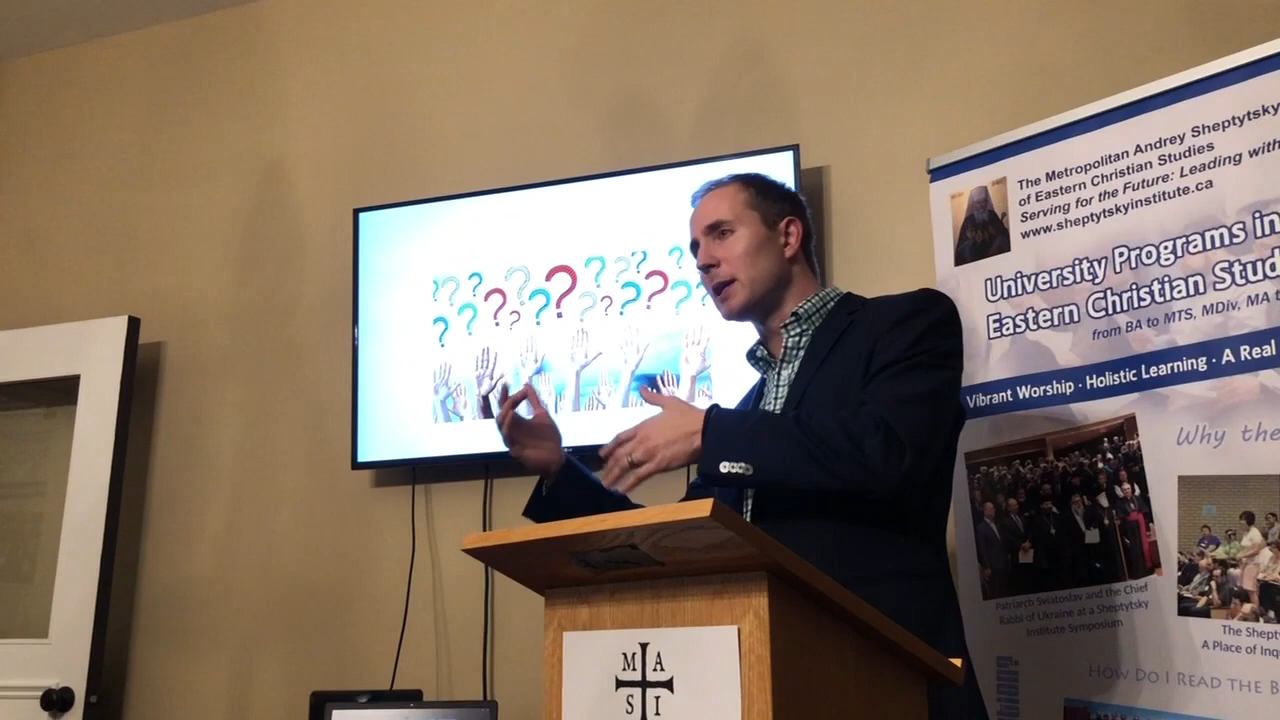 The Metropolitan Andrey Sheptytsky
of Eastern Christian Studies
Serving for the Future: Leading with
www.sheptytskyinstitute.ca
University Programs in
Eastern Christian Stud
from BA to MTS, MDiv, MA
Vibrant Worship · Holistic Learning · A Real
Why the
Patriarch Sviatoslav and the Chief
Rabbi of Ukraine at a Sheptytsky
Institute Symposium
The Shept
A Place of Inq
HOW DO I READ THE B
? ? ? ? ? ? ? ? ? ? ? ? ? ? ? ? ? ? ?
M A
S I